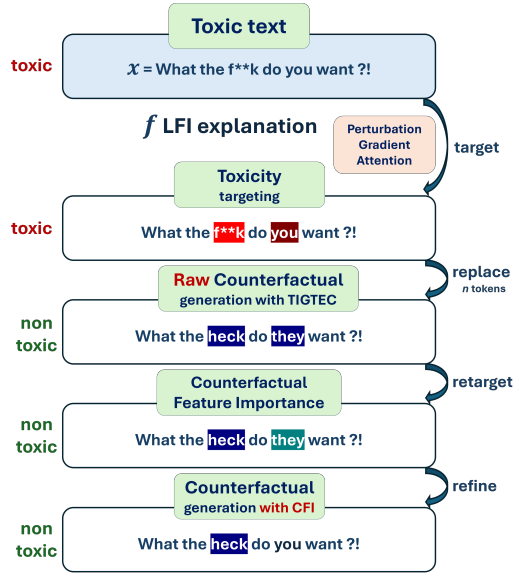 Toxic text
toxic
x = What the f**k do you want ?!
f LFI explanation
Perturbation
Gradient
Attention
target
Toxicity
targeting
toxic
What the f**k do you want ?!
replace
n tokens
Raw Counterfactual
generation with TIGTEC
non
toxic
What the heck do they want ?!
retarget
Counterfactual
Feature Importance
non
toxic
What the heck do they want ?!
refine
Counterfactual
generation with CFI
non
toxic
What the heck do you want ?!